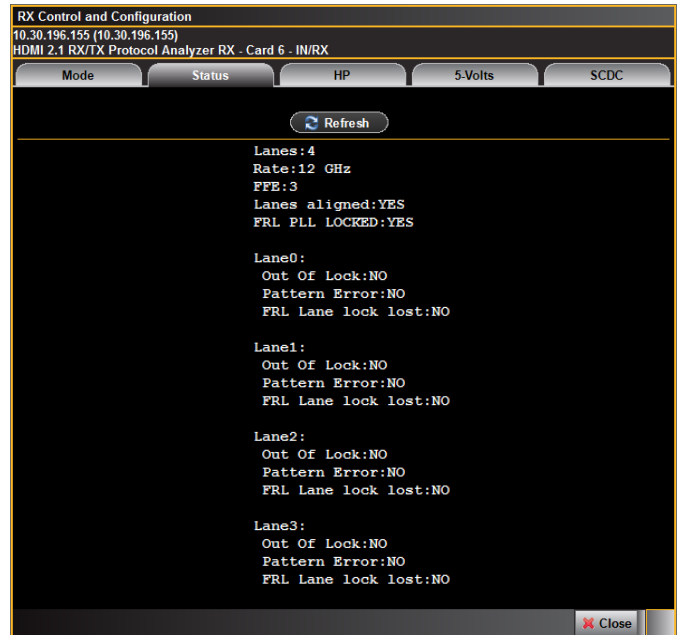 RX Control and Configuration
10.30.196.155 (10.30.196.155)
HDMI 2.1 RX/TX Protocol Analyzer RX - Card 6 - IN/RX
Mode Status HP 5-Volts SCDC
Refresh
Lanes:4
Rate:12 GHz
FFE:3
Lanes aligned:YES
FRL PLL LOCKED:YES
Lane0:
Out Of Lock:NO
Pattern Error:NO
FRL Lane lock lost:NO
Lane1:
Out Of Lock:NO
Pattern Error:NO
FRL Lane lock lost:NO
Lane2:
Out Of Lock:NO
Pattern Error:NO
FRL Lane lock lost:NO
Lane3:
Out Of Lock:NO
Pattern Error:NO
FRL Lane lock lost:NO
Close